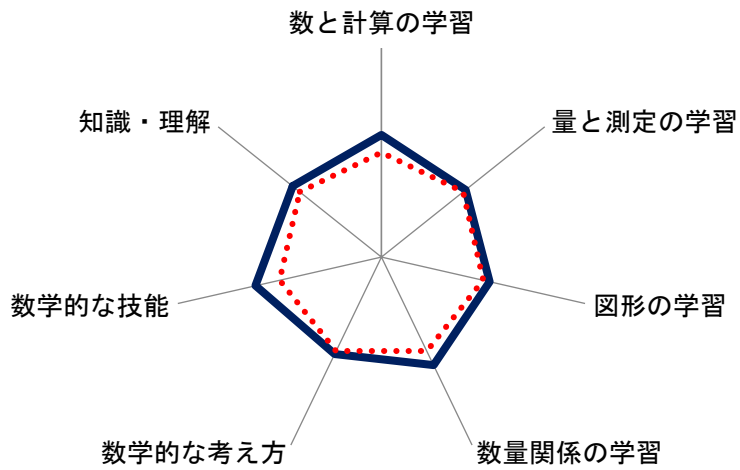 数と計算の学習
量と測定の学習
図形の学習
数量関係の学習
数学的な考え方
数学的な技能
知識・理解